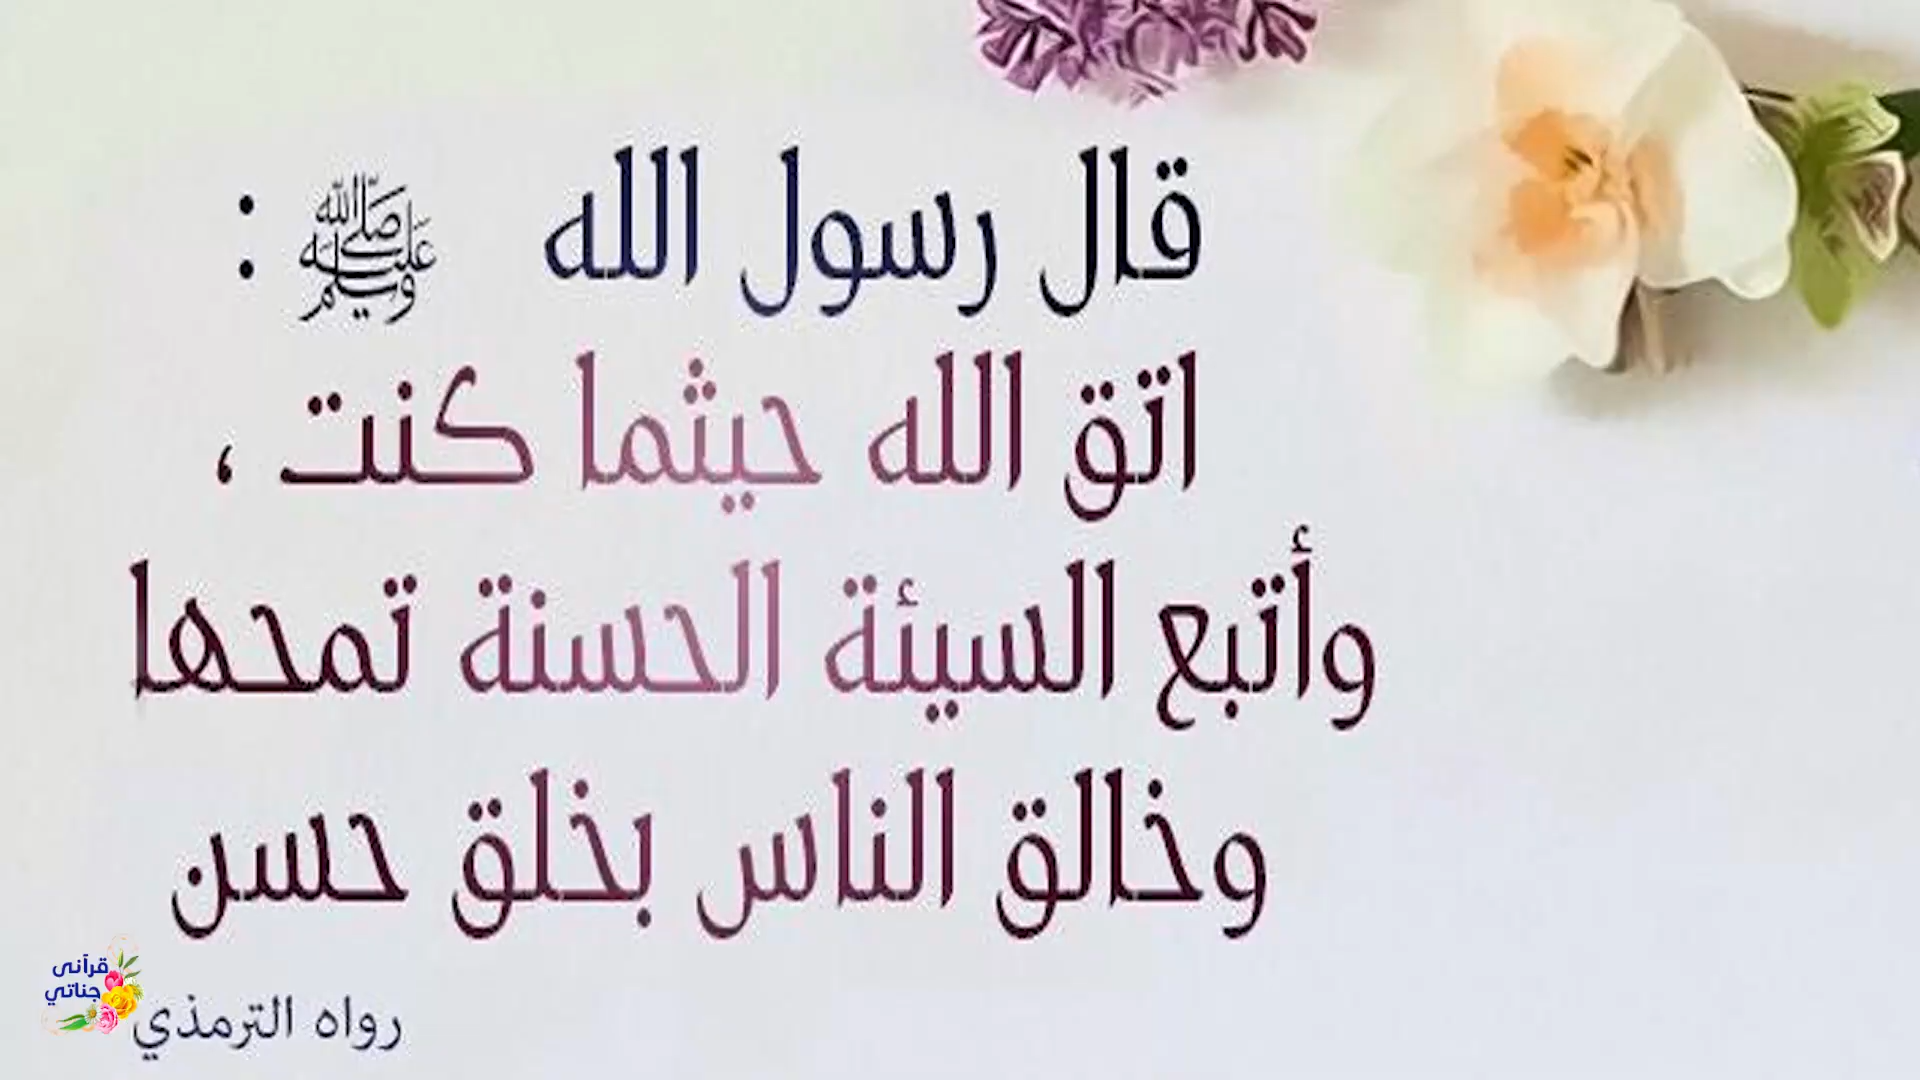 قال رسول الله ﷺ :
اتق الله حيثما كنت ،
وأتبع السيئة الحسنة تمحها
وخالق الناس بخلق حسن
رواه الترمذي
قرآنى
جناتي